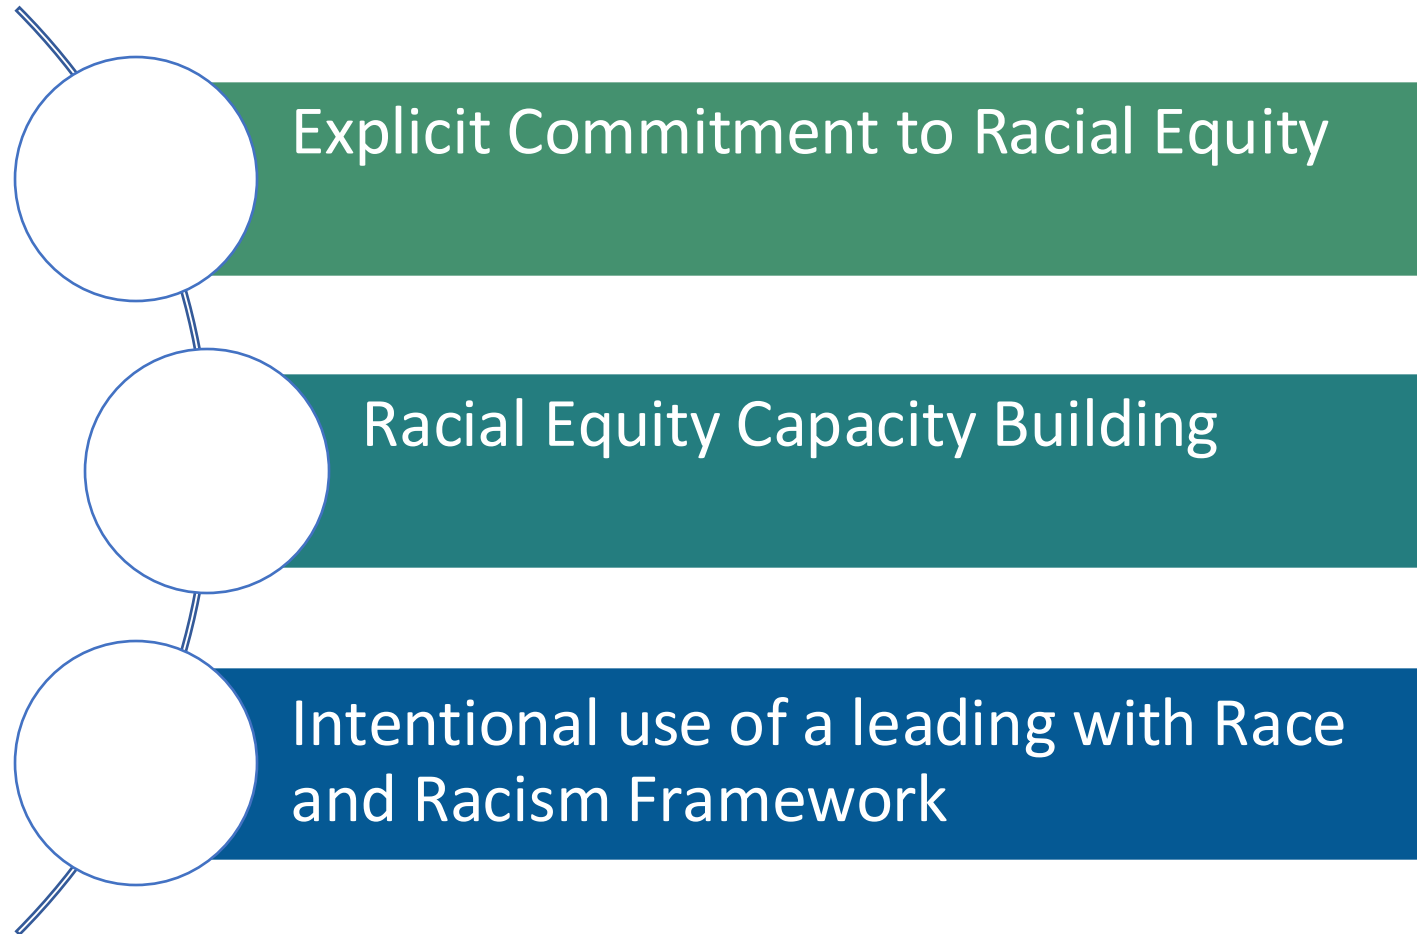 Explicit Commitment to Racial Equity
Racial Equity Capacity Building
Intentional use of a leading with Race
and Racism Framework